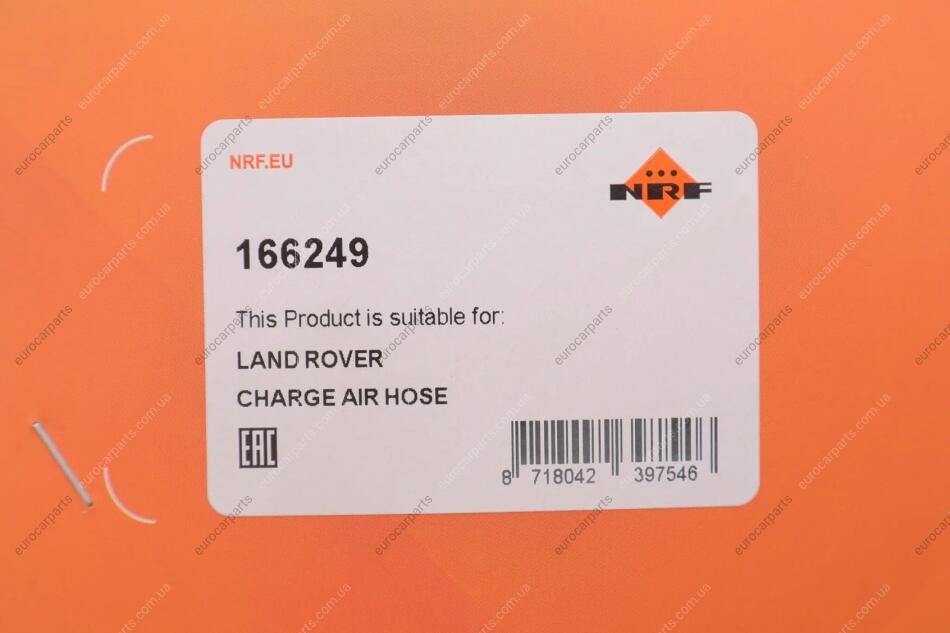 NRF.EU
NRF
166249
This Product is suitable for:
LAND ROVER
CHARGE AIR HOSE
EAC
8 718042 397546
eurocarparts.com.ua